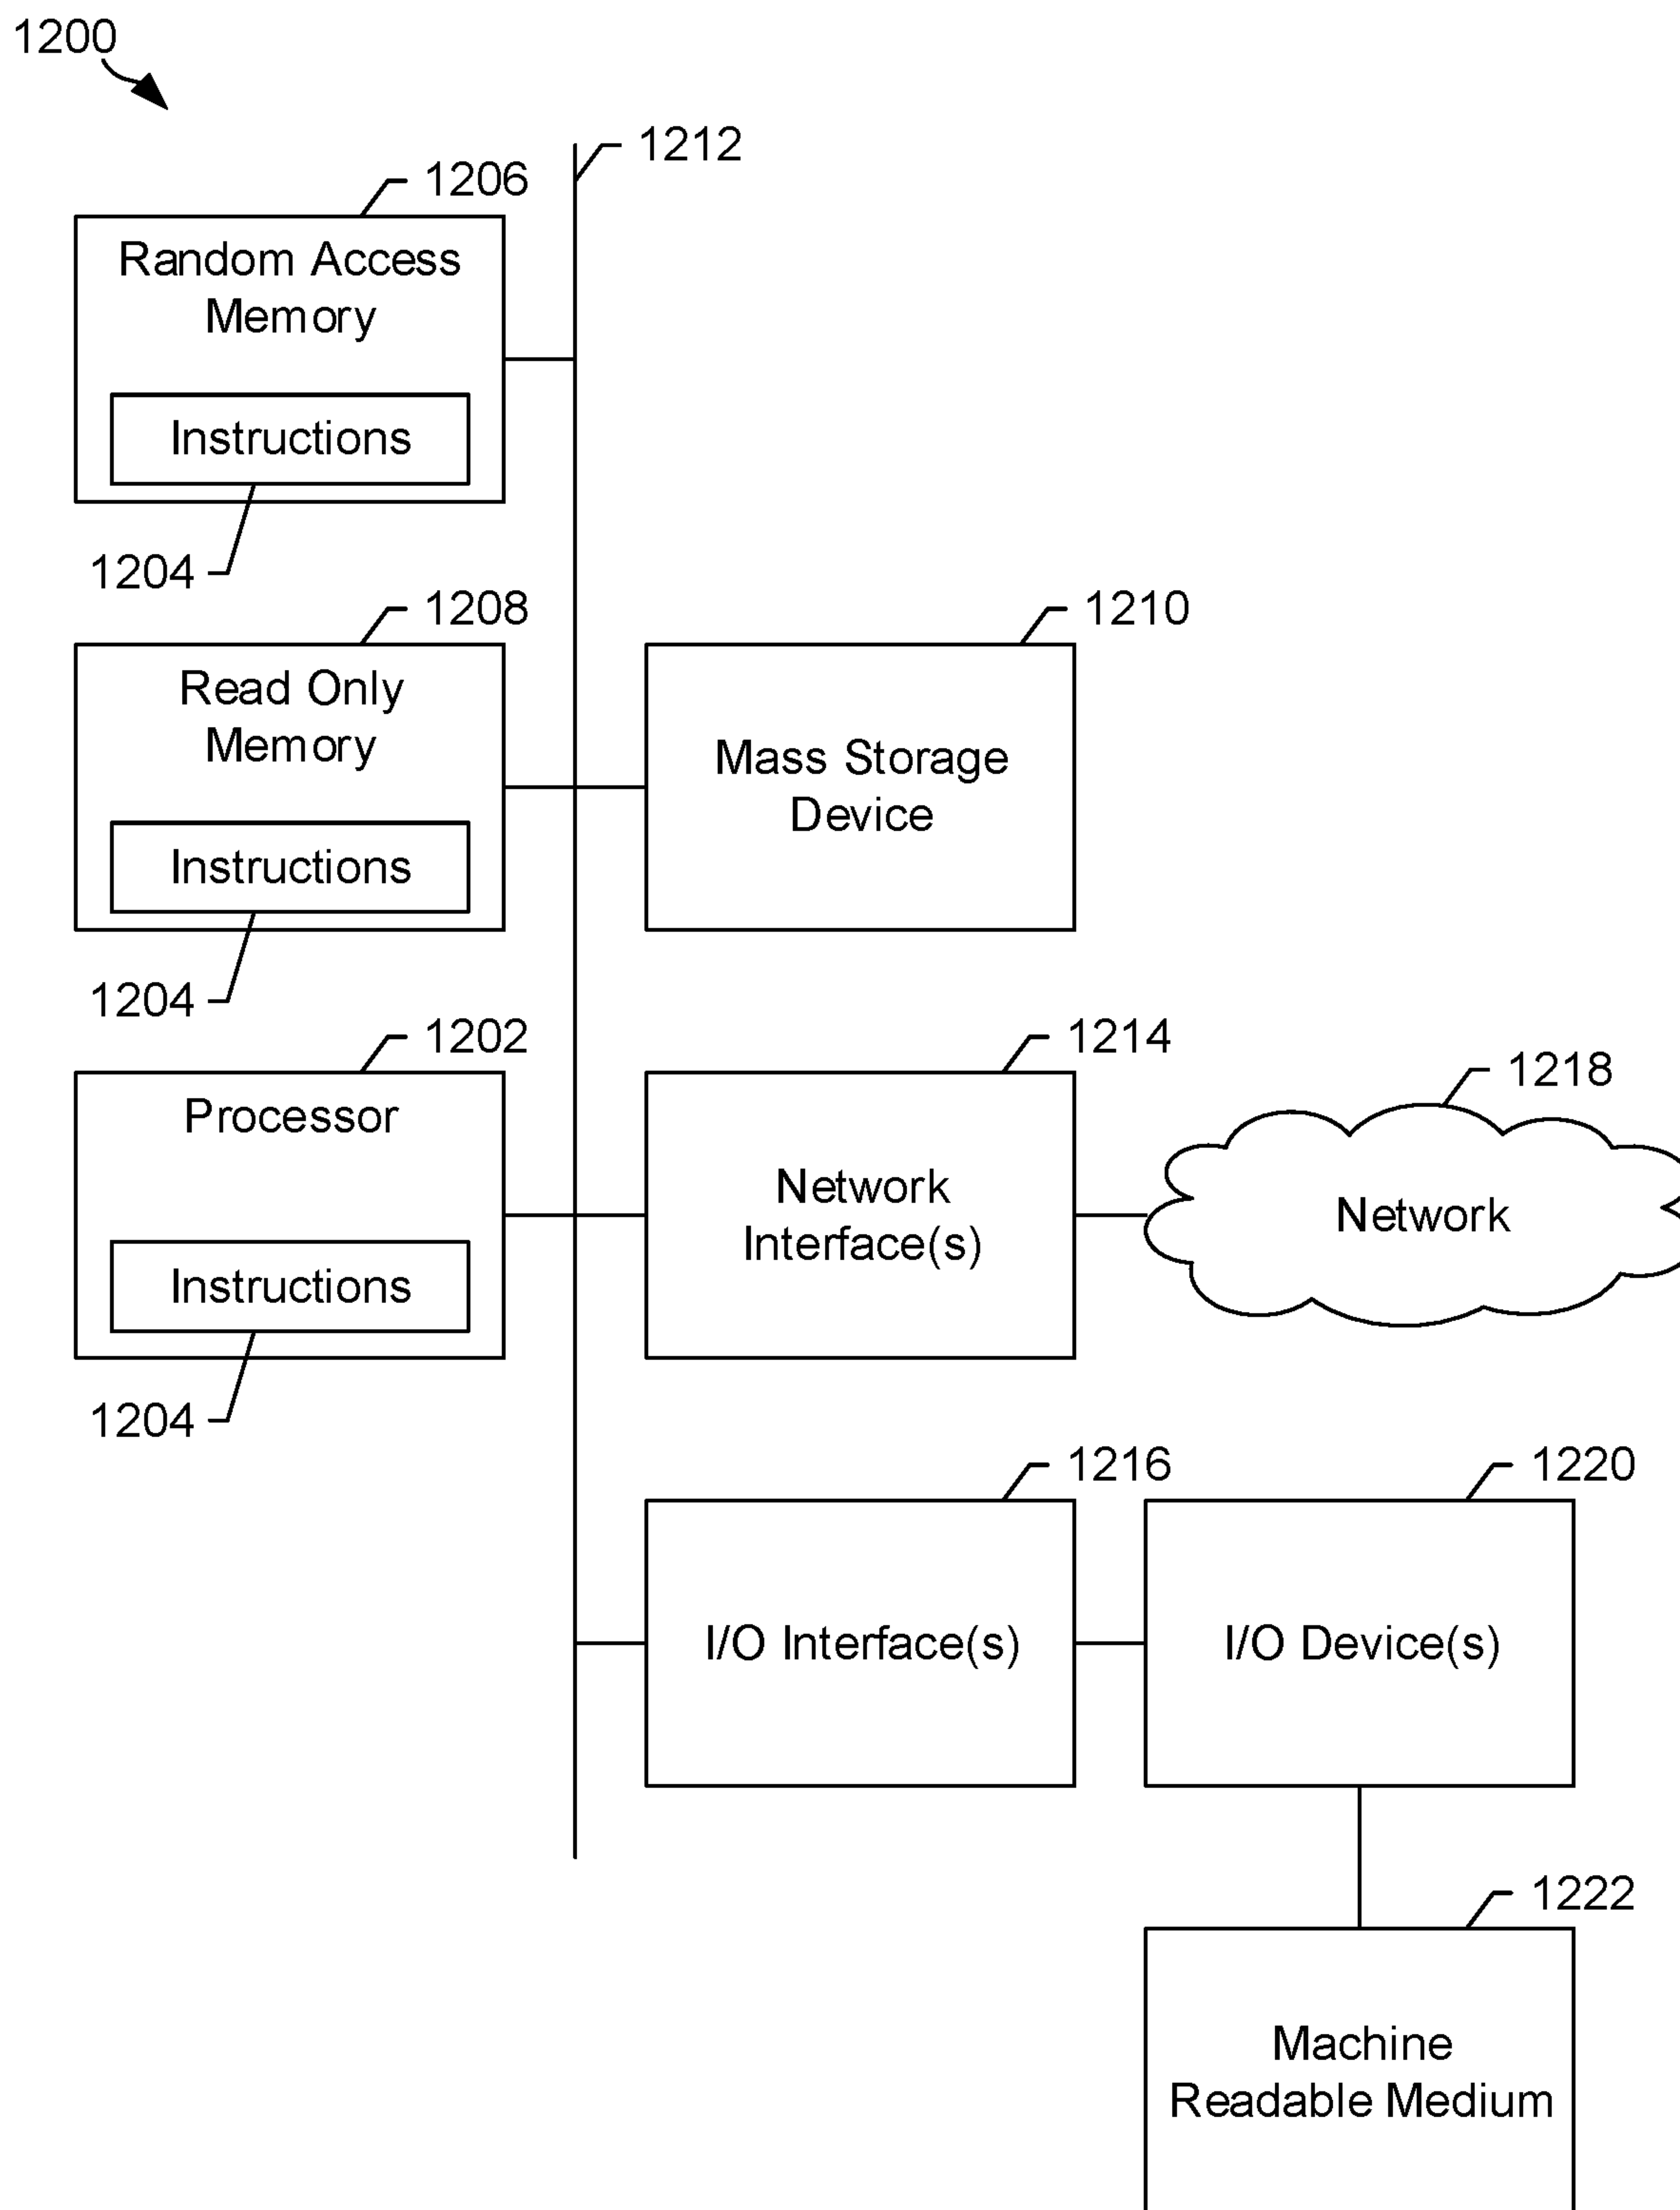 1200
1212
1206
Random Access
Memory
Instructions
1204
1208
1210
Read Only
Memory
Mass Storage
Device
Instructions
1204
1202
1214
1218
Processor
Network
Interface(s)
Network
Instructions
1204
1216
1220
I/O Interface(s)
I/O Device(s)
1222
Machine
Readable Medium